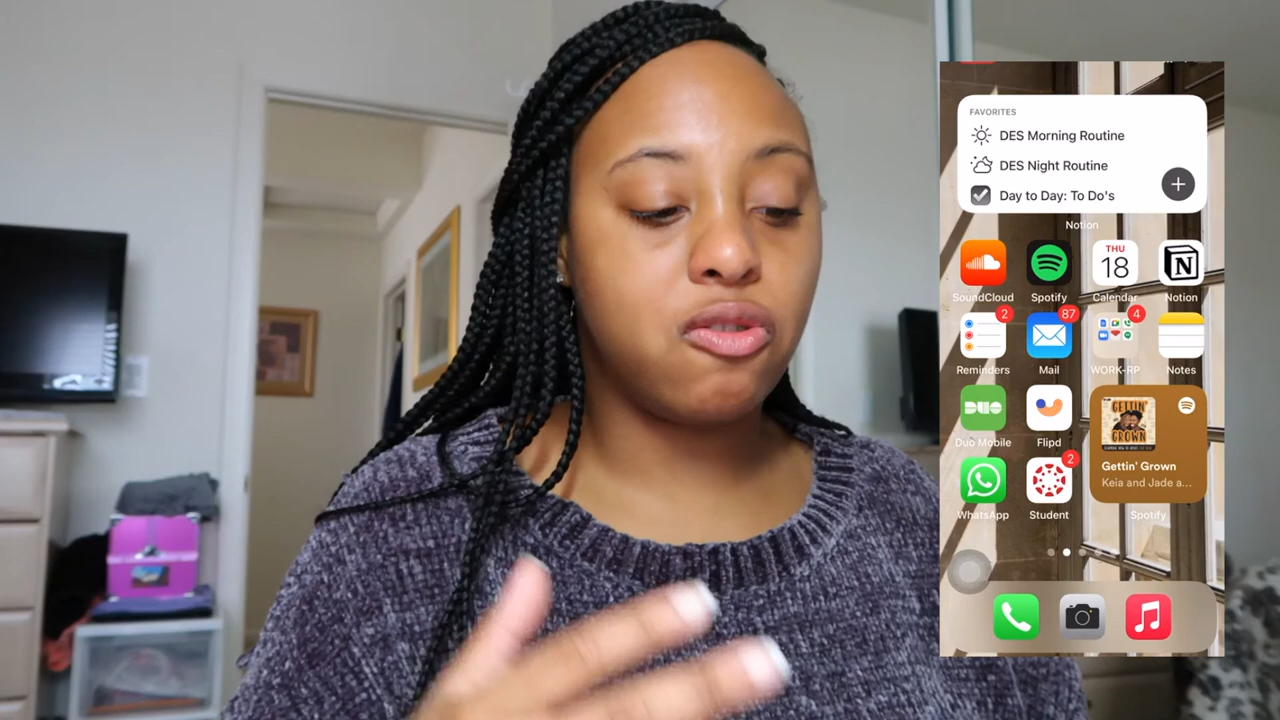 FAVORITES
DES Morning Routine
DES Night Routine
Day to Day: To Do's
Notion
THU
18
N
SoundCloud
Spotify
Calendar
Notion
2
87
4
Reminders
Mail
WORK-RP
Notes
DUO
GETTIN'
GROWN
Duo Mobile
Flipd
Gettin' Grown
Keia and Jade a...
2
WhatsApp
Student
Spotify